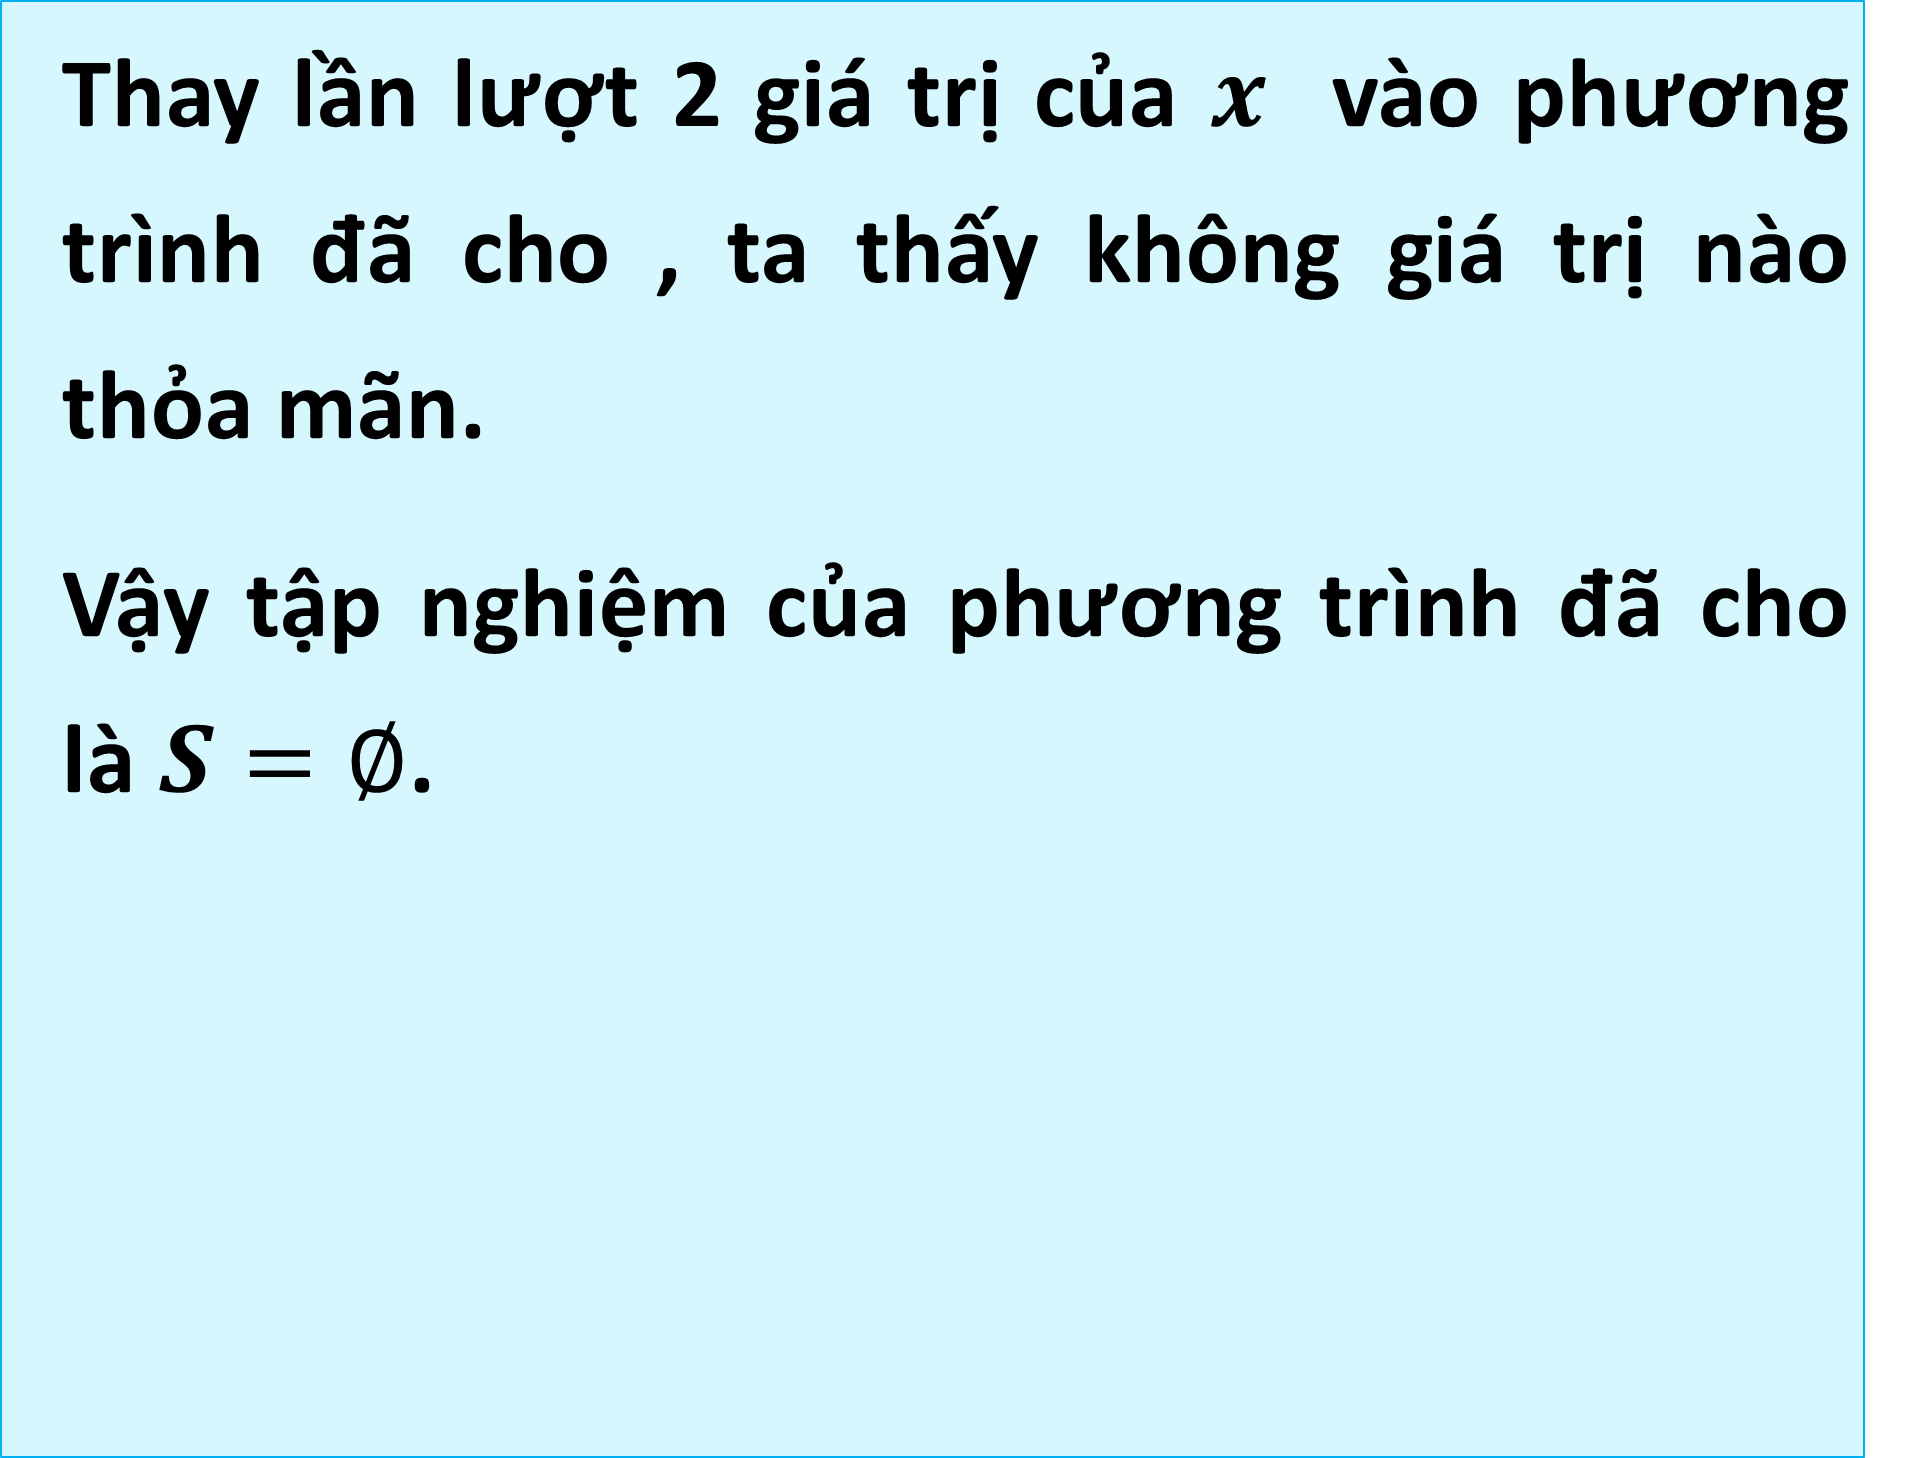 Thay lần lượt 2 giá trị của x vào phương
trình đã cho , ta thấy không giá trị nào
thỏa mãn.
Vậy tập nghiệm của phương trình đã cho
là S = ∅.